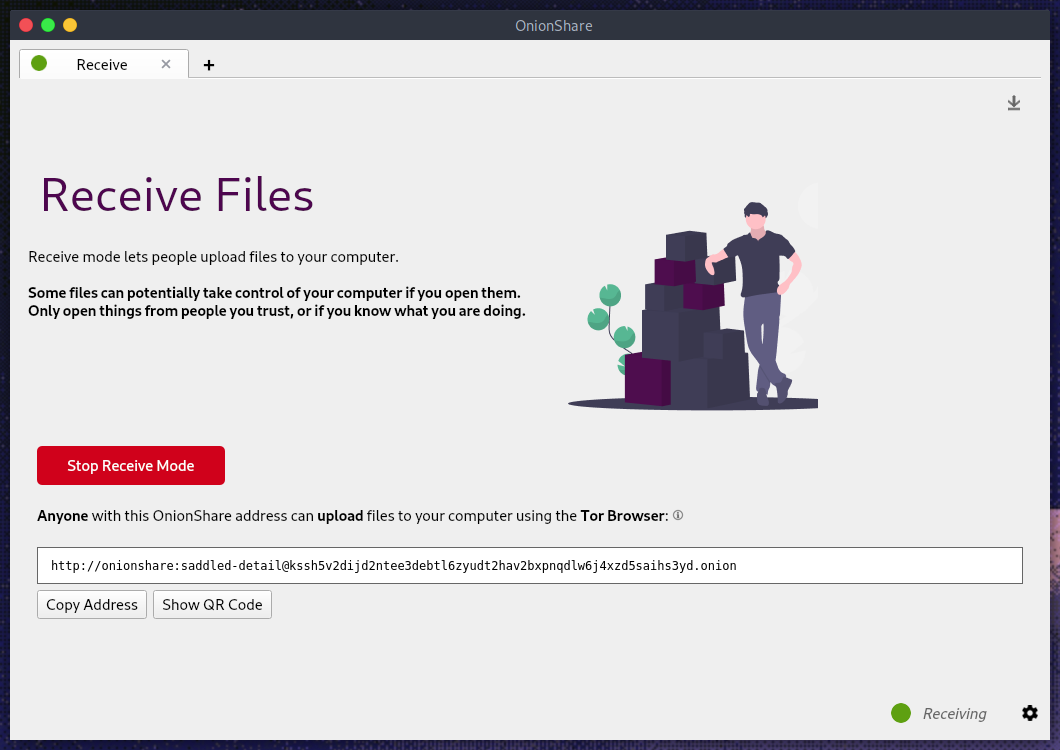 OnionShare
Receive
Receive Files
Receive mode lets people upload files to your computer.
Some files can potentially take control of your computer if you open them.
Only open things from people you trust, or if you know what you are doing.
Stop Receive Mode
Anyone with this OnionShare address can upload files to your computer using the Tor Browser:
http://onionshare:saddled-detail@kssh5v2dijd2ntee3debtl6zyudt2hav2bxpnqdlw6j4xzd5saihs3yd.onion
Copy Address Show QR Code
Receiving